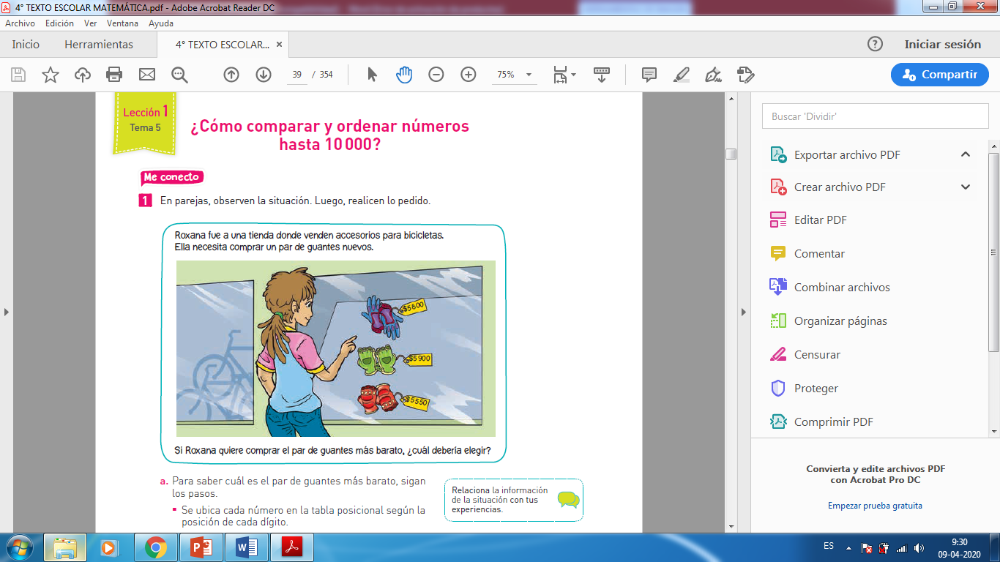 4° TEXTO ESCOLAR MATEMÁTICA.pdf - Adobe Acrobat Reader DC
Archivo Edición Ver Ventana Ayuda
Inicio Herramientas 4° TEXTO ESCOLAR... × Iniciar sesión
39 / 354 75% Compartir
Lección 1
Tema 5
¿Cómo comparar y ordenar números
hasta 10 000?
Me conecto
1 En parejas, observen la situación. Luego, realicen lo pedido.
Roxana fue a una tienda donde venden accesorios para bicicletas.
Ella necesita comprar un par de guantes nuevos.
$5 800
$5 900
$5 550
Si Roxana quiere comprar el par de guantes más barato, ¿cuál debería elegir?
a. Para saber cuál es el par de guantes más barato, sigan
los pasos.
▪ Se ubica cada número en la tabla posicional según la
posición de cada dígito.
Relaciona la información
de la situación con tus
experiencias.
Buscar 'Dividir'
Exportar archivo PDF
Crear archivo PDF
Editar PDF
Comentar
Combinar archivos
Organizar páginas
Censurar
Proteger
Comprimir PDF
Convierta y edite archivos PDF
con Acrobat Pro DC
Empezar prueba gratuita
ES 9:30
09-04-2020